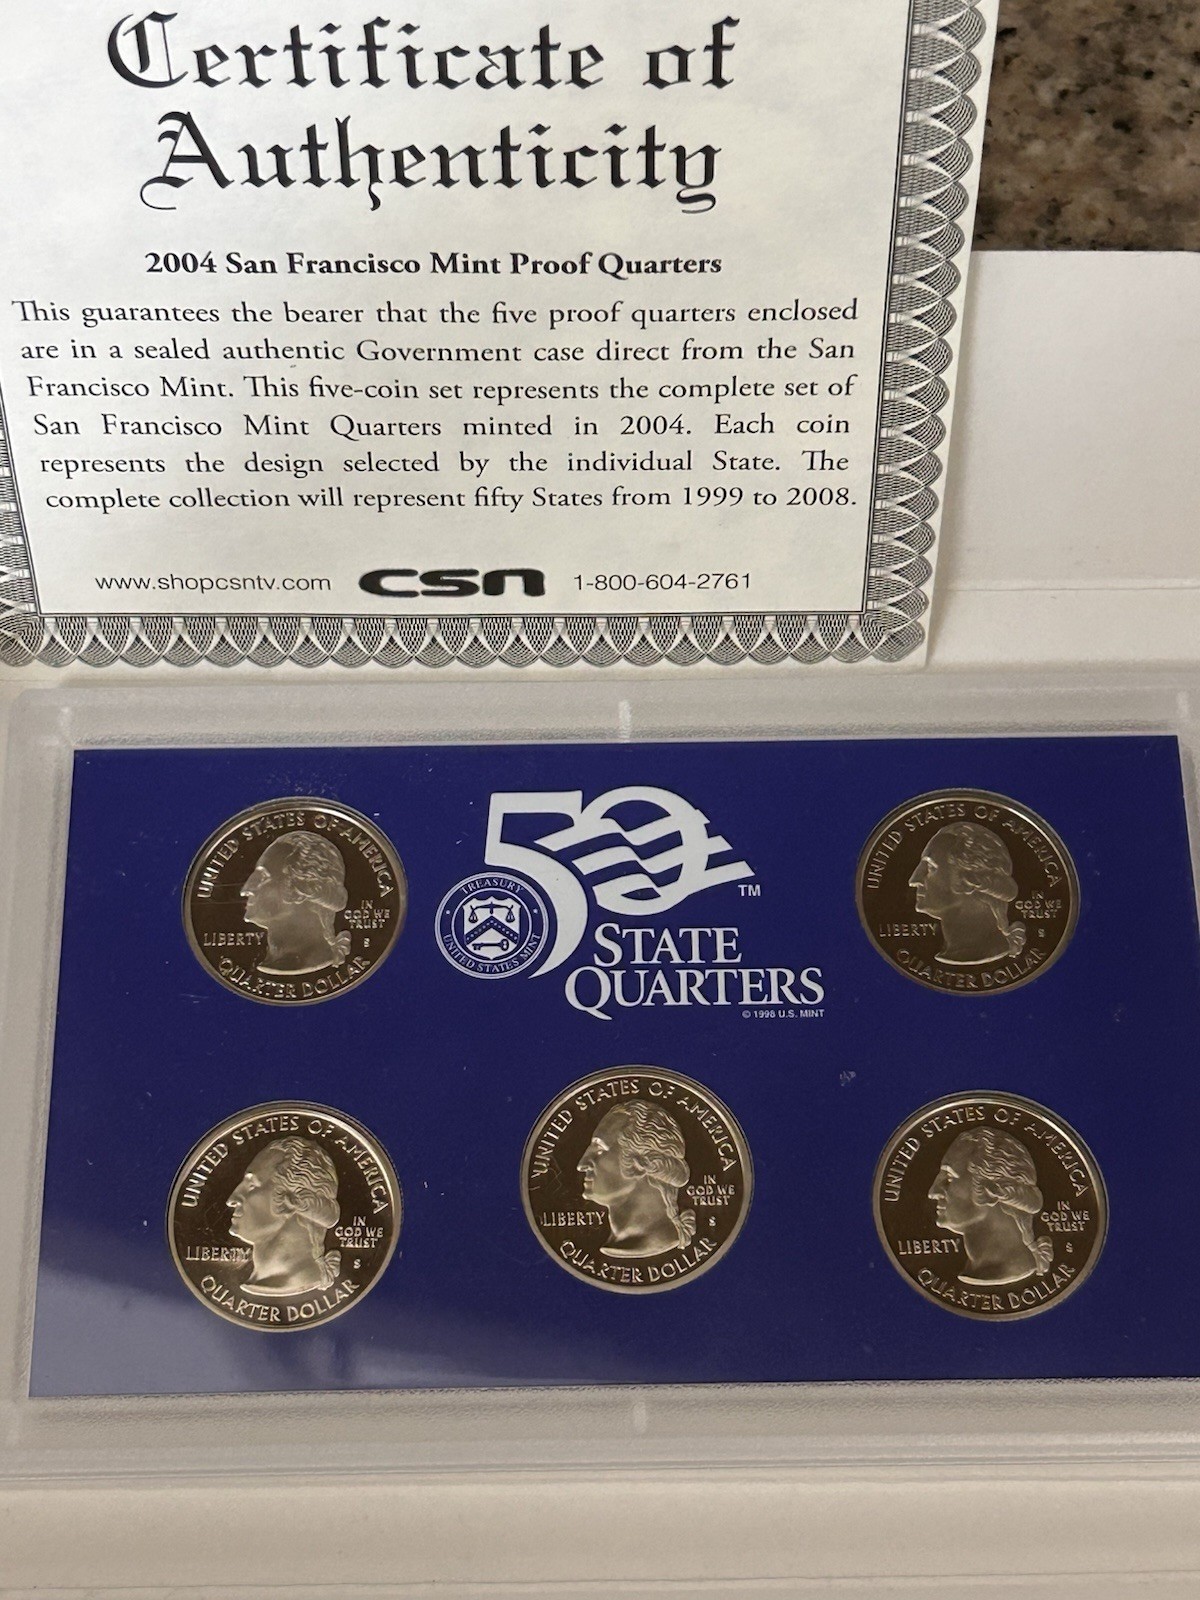 Certificate of
Authenticity
2004 San Francisco Mint Proof Quarters
This guarantees the bearer that the five proof quarters enclosed
are in a sealed authentic Government case direct from the San
Francisco Mint. This five-coin set represents the complete set of
San Francisco Mint Quarters minted in 2004. Each coin
represents the design selected by the individual State. The
complete collection will represent fifty States from 1999 to 2008.
www.shopcsntv.com CSN 1-800-604-2761
UNITED STATES OF AMERICA
LIBERTY
IN
GOD WE
TRUST
S
QUARTER DOLLAR
50
TM
TREASURY
UNITED STATES MINT
STATE
QUARTERS
© 1998 U.S. MINT
UNITED STATES OF AMERICA
LIBERTY
IN
GOD WE
TRUST
S
QUARTER DOLLAR
UNITED STATES OF AMERICA
LIBERTY
IN
GOD WE
TRUST
S
QUARTER DOLLAR
UNITED STATES OF AMERICA
LIBERTY
IN
GOD WE
TRUST
S
QUARTER DOLLAR
UNITED STATES OF AMERICA
LIBERTY
IN
GOD WE
TRUST
S
QUARTER DOLLAR